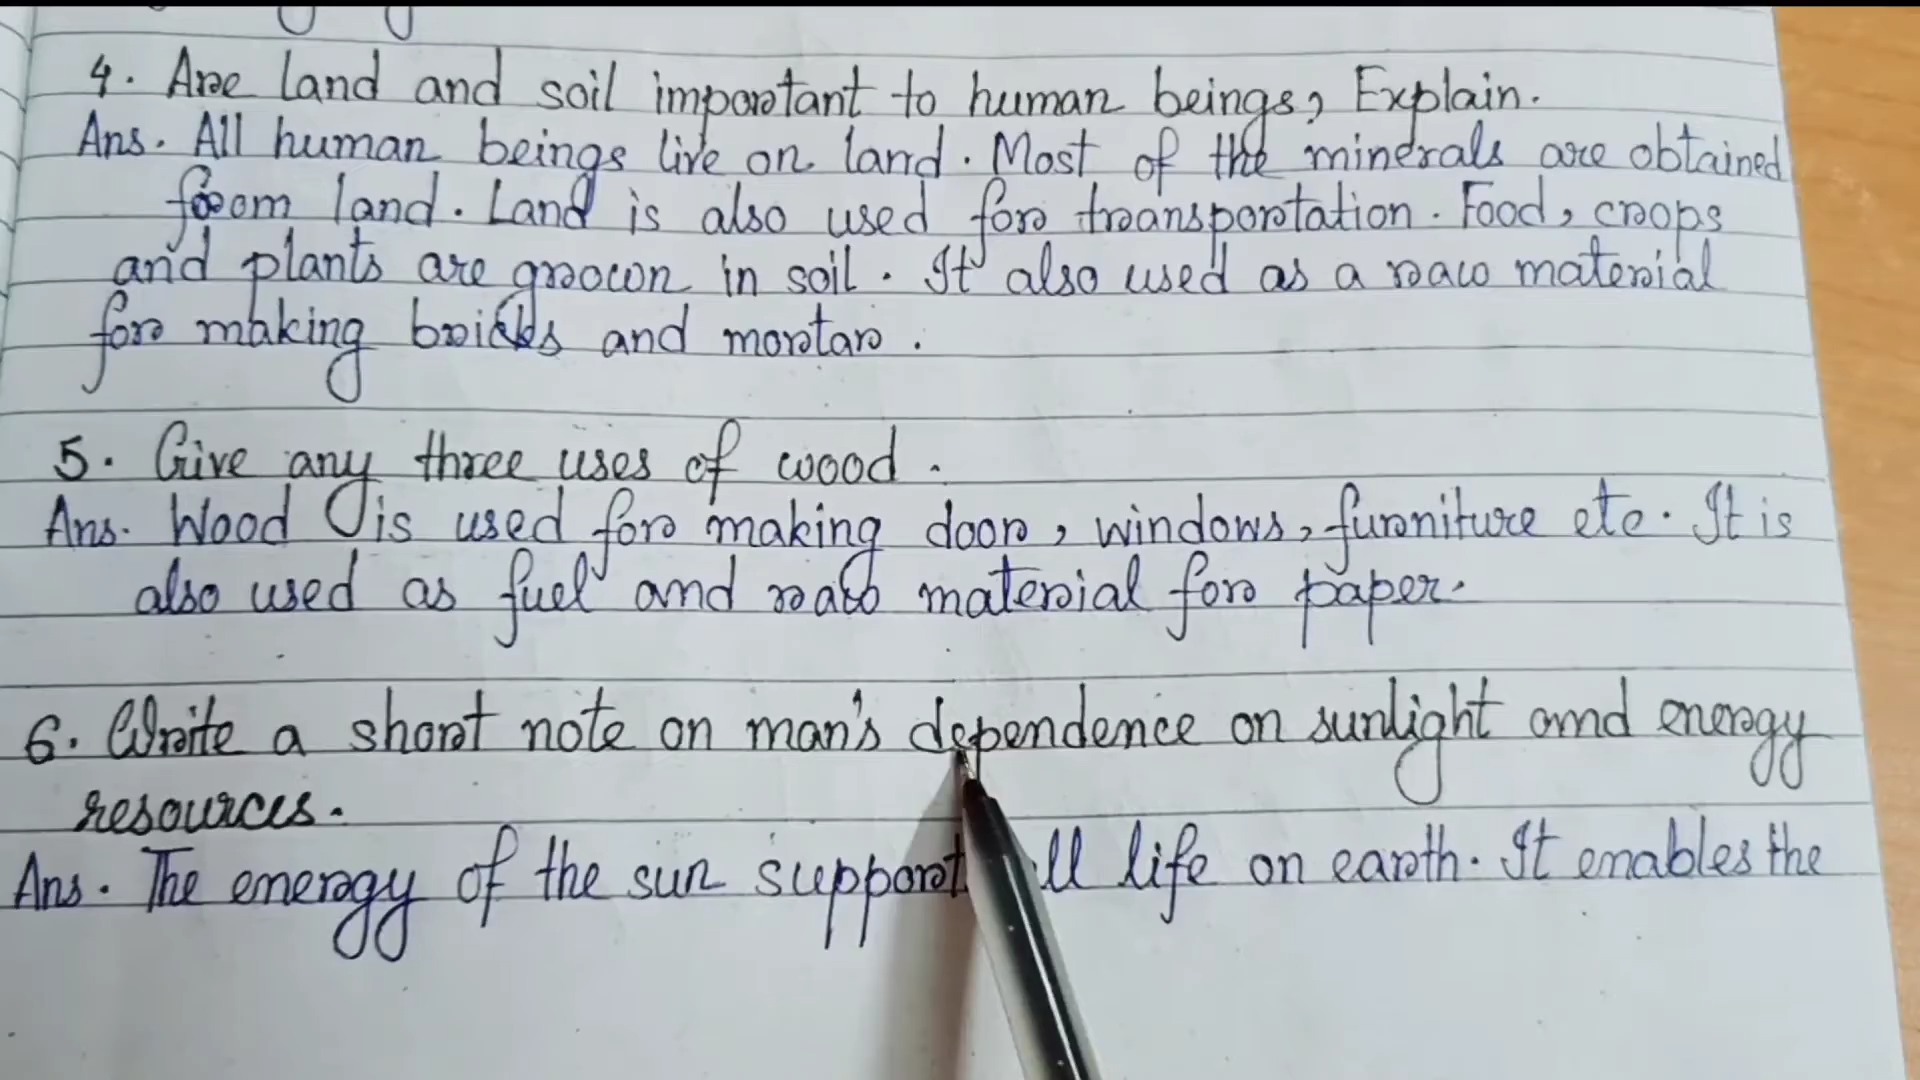 4. Are land and soil important to human beings, Explain.
Ans. All human beings live on land. Most of the minerals are obtained
from land. Land is also used for transportation. Food, crops
and plants are grown in soil. It also used as a raw material
for making bricks and mortar.
5. Give any three uses of wood.
Ans. Wood is used for making door, windows, furniture etc. It is
also used as fuel and raw material for paper.
6. Write a short note on man's dependence on sunlight and energy
resources.
Ans. The energy of the sun support all life on earth. It enables the